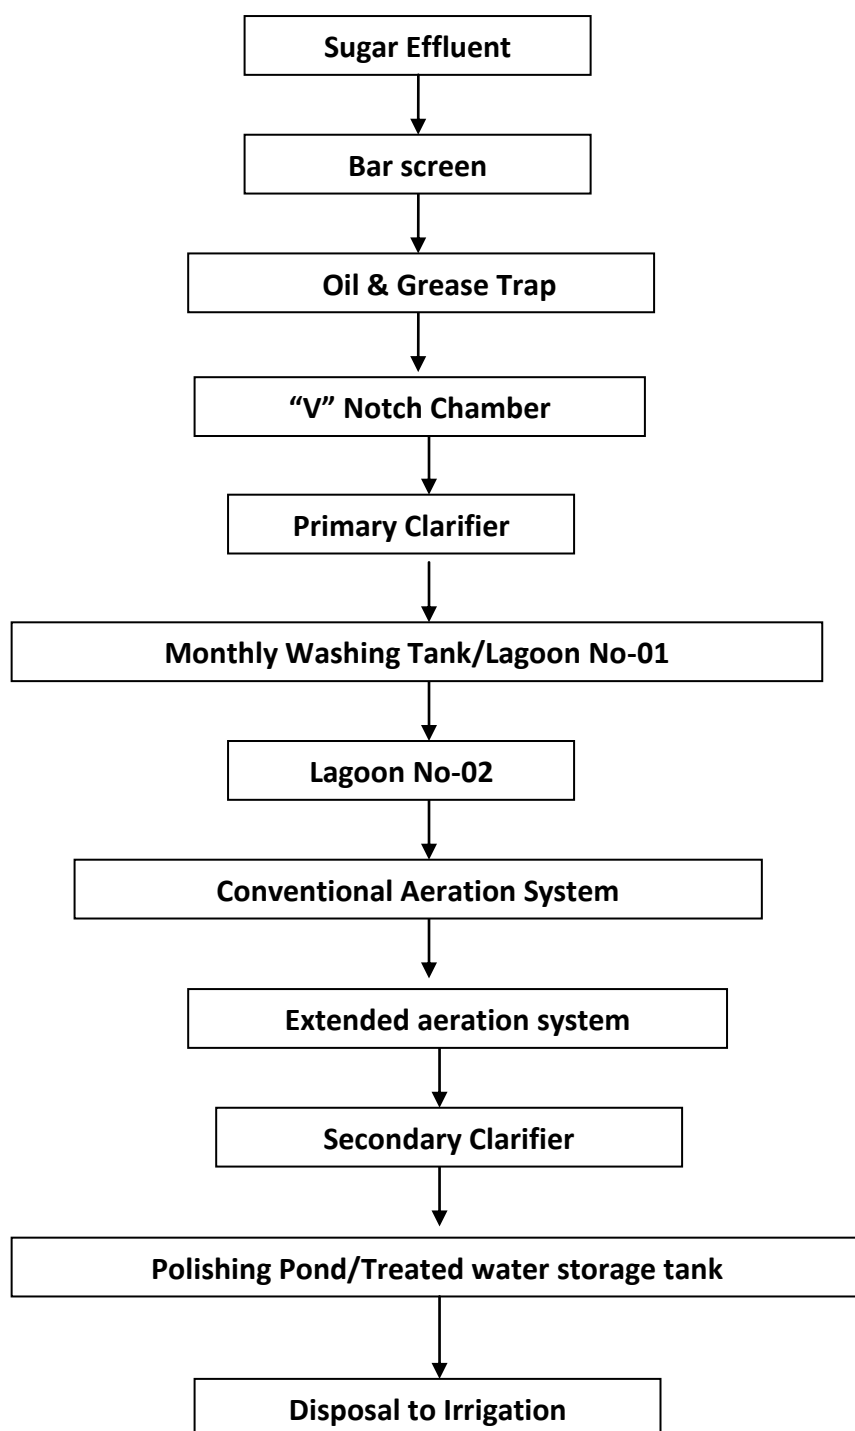 Sugar Effluent
Bar screen
Oil & Grease Trap
“V” Notch Chamber
Primary Clarifier
Monthly Washing Tank/Lagoon No-01
Lagoon No-02
Conventional Aeration System
Extended aeration system
Secondary Clarifier
Polishing Pond/Treated water storage tank
Disposal to Irrigation